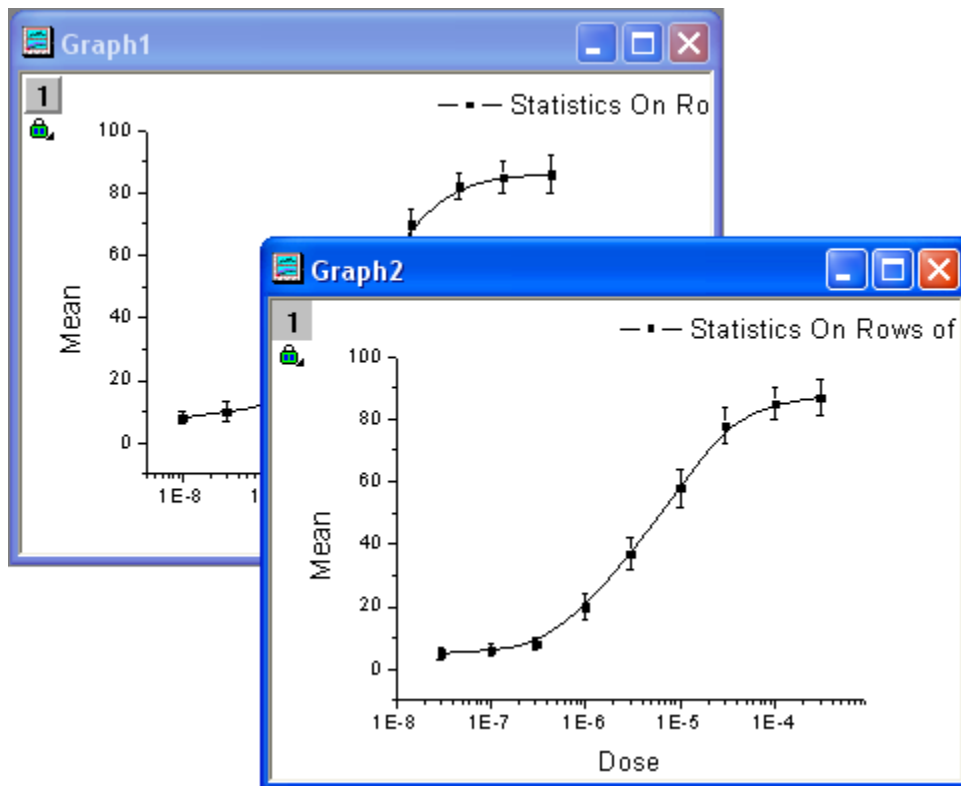 Graph1
1
Statistics On Ro
100
80
60
40
20
0
Mean
1E-8
1
Graph2
1
Statistics On Rows of
100
80
60
40
20
0
Mean
1E-8 1E-7 1E-6 1E-5 1E-4
Dose